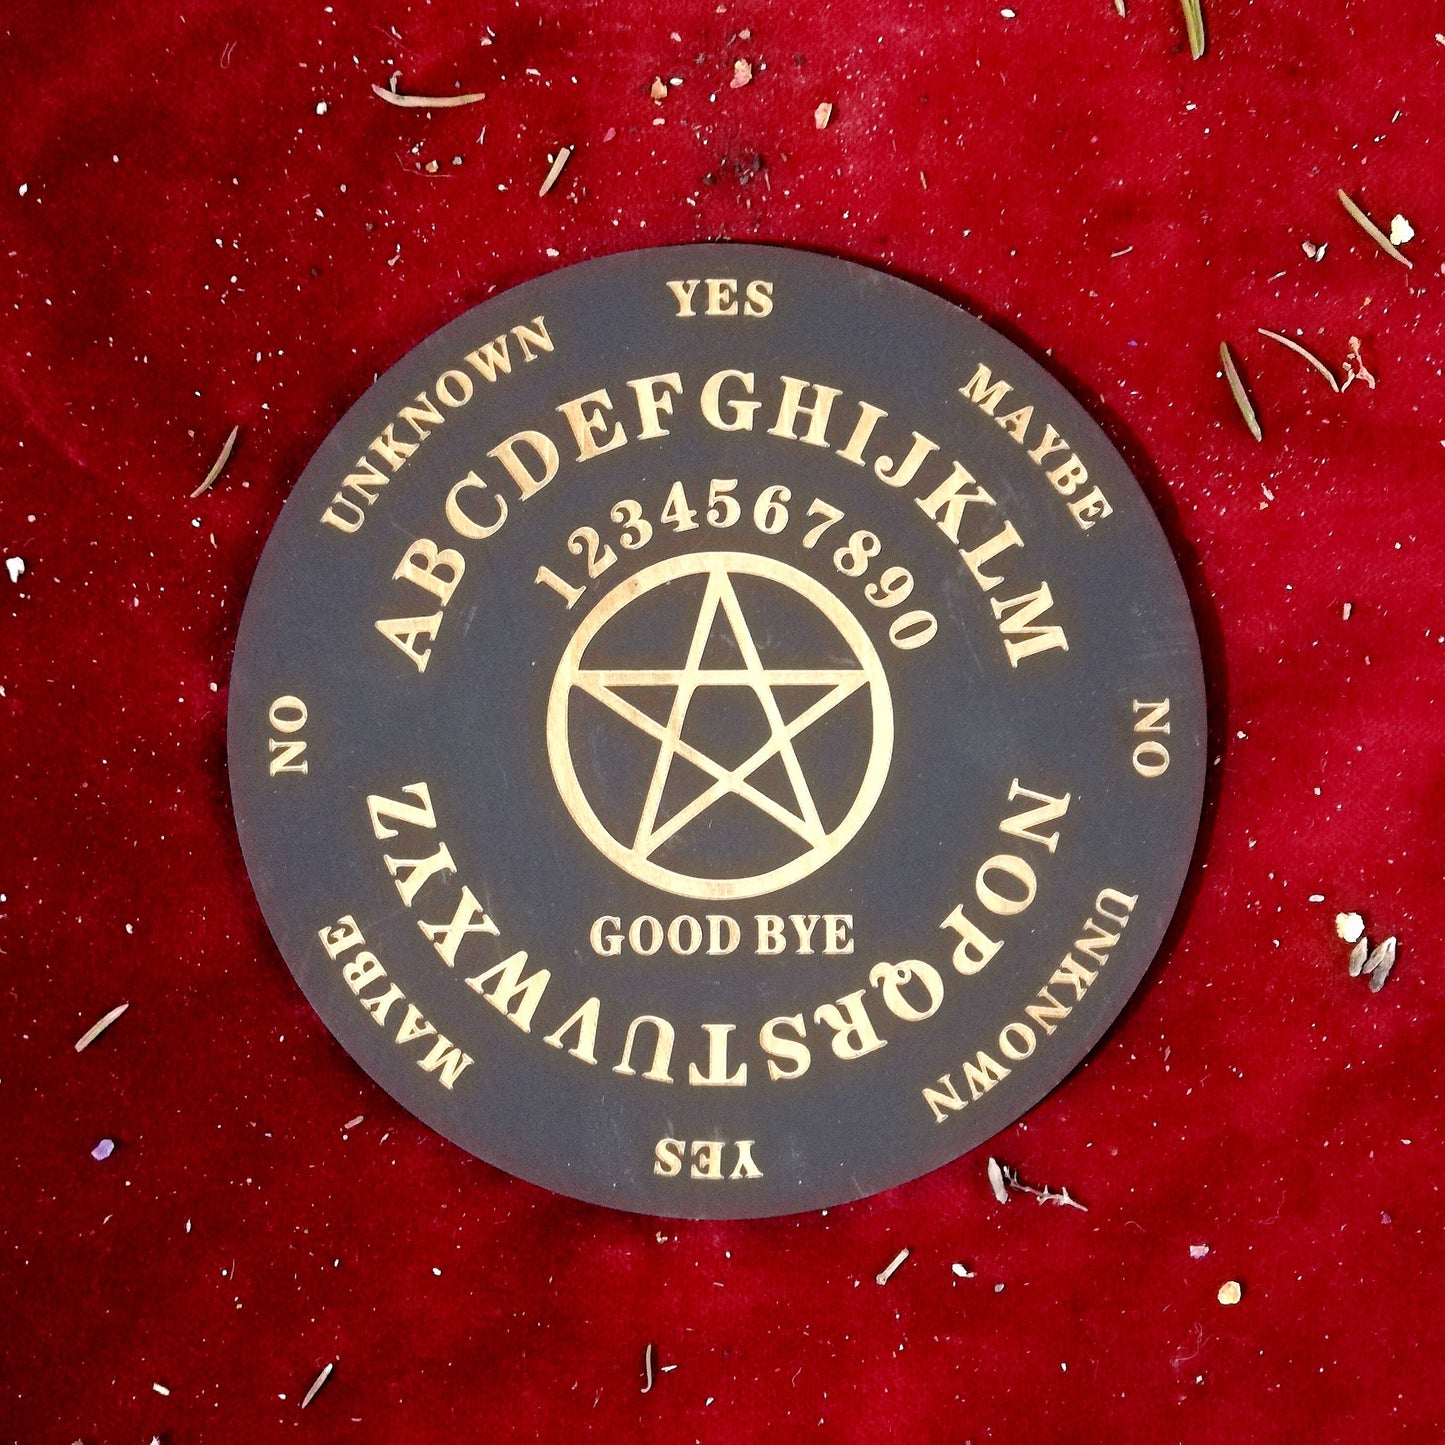 YES
MAYBE
NO
UNKNOWN
YES
MAYBE
NO
UNKNOWN
ABCDEFGHIJKLM
1234567890
GOOD BYE
NOPQRSTUVWXYZ